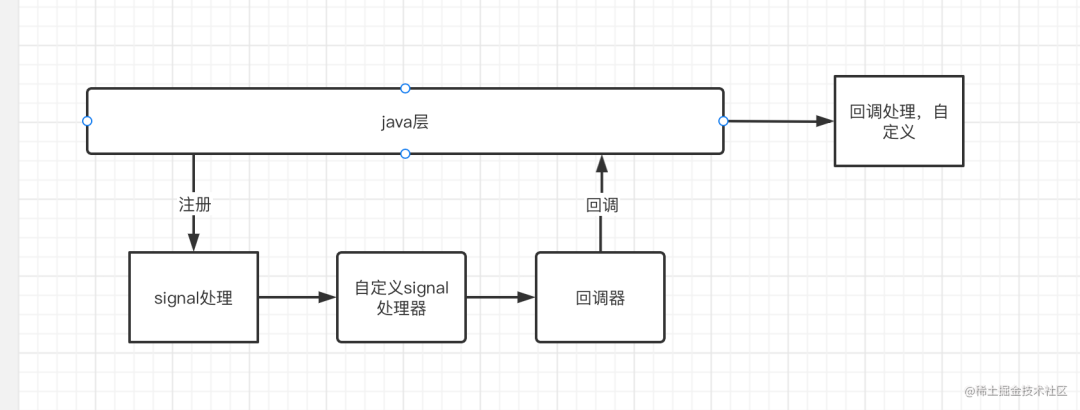 java层
回调处理，自
定义
注册
回调
signal处理
自定义signal
处理器
回调器
@稀土掘金技术社区